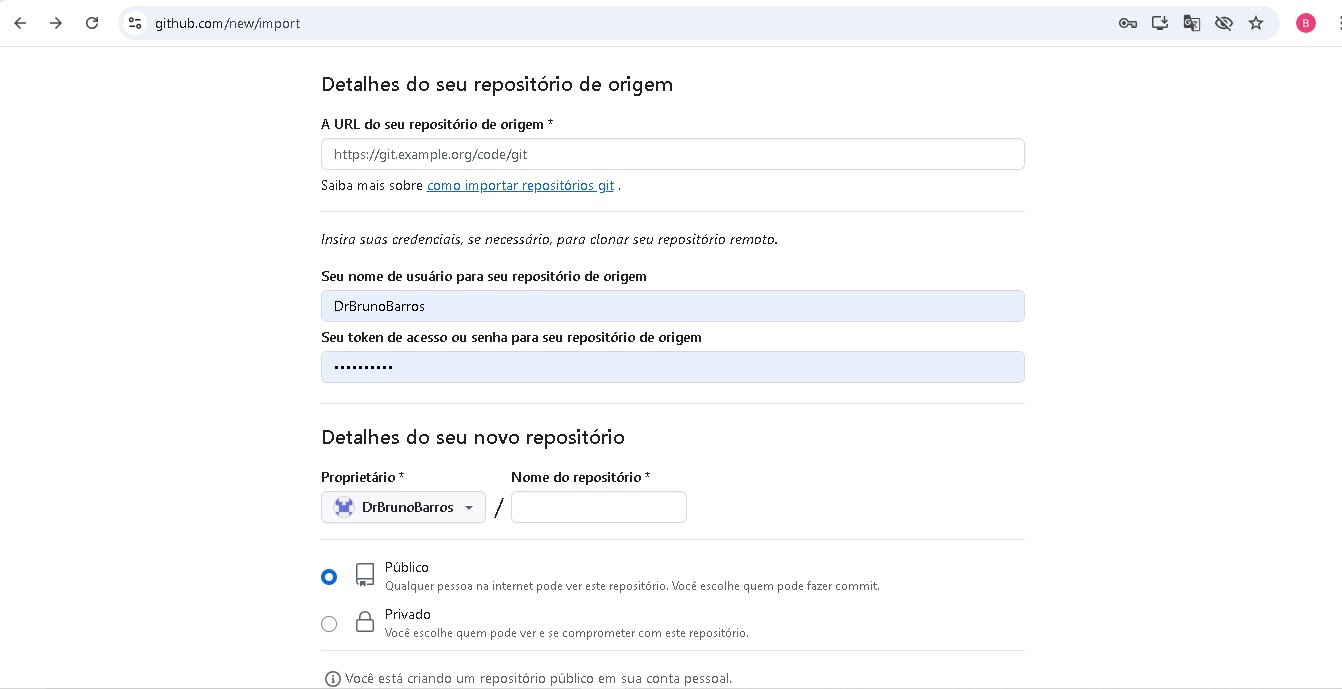 github.com/new/import
B
Detalhes do seu repositório de origem
A URL do seu repositório de origem *
https://git.example.org/code/git
Saiba mais sobre como importar repositórios git .
Insira suas credenciais, se necessário, para clonar seu repositório remoto.
Seu nome de usuário para seu repositório de origem
DrBrunoBarros
Seu token de acesso ou senha para seu repositório de origem
••••••••••
Detalhes do seu novo repositório
Proprietário * Nome do repositório *
DrBrunoBarros /
Público
Qualquer pessoa na internet pode ver este repositório. Você escolhe quem pode fazer commit.
Privado
Você escolhe quem pode ver e se comprometer com este repositório.
Você está criando um repositório público em sua conta pessoal.